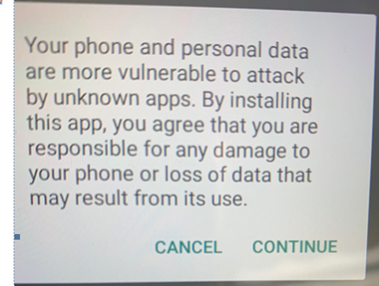 Your phone and personal data
are more vulnerable to attack
by unknown apps. By installing
this app, you agree that you are
responsible for any damage to
your phone or loss of data that
may result from its use.
CANCEL CONTINUE